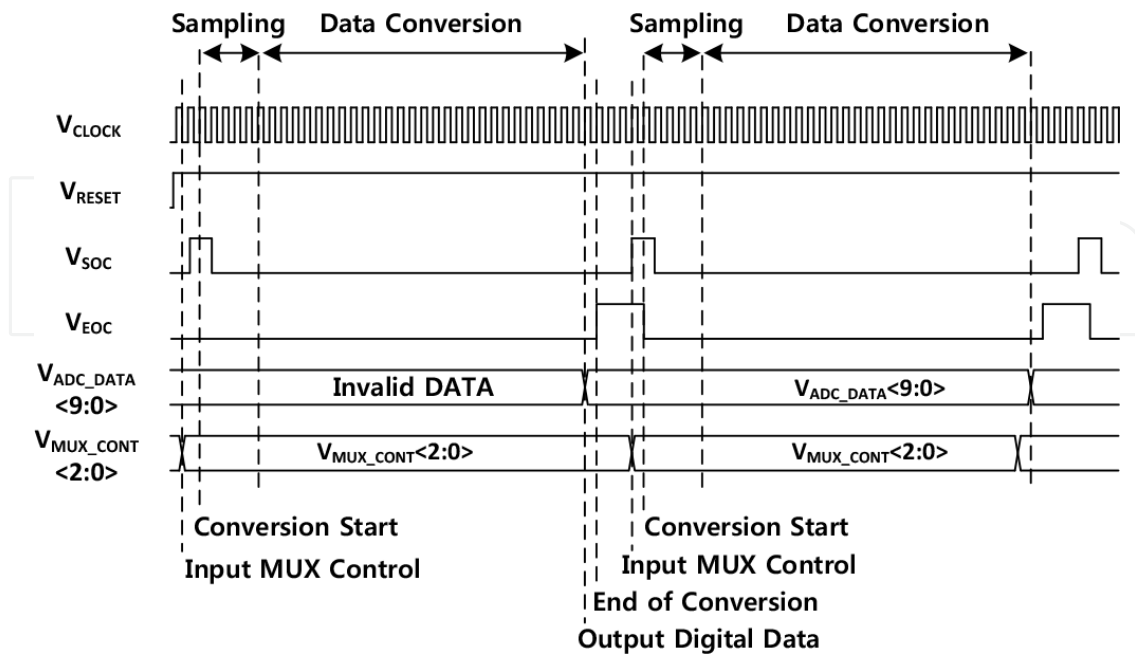 Sampling Data Conversion Sampling Data Conversion
VCLOCK
VRESET
VSOC
VEOC
VADC_DATA
<9:0>
Invalid DATA VADC_DATA<9:0>
VMUX_CONT
<2:0>
VMUX_CONT<2:0> VMUX_CONT<2:0>
Conversion Start Conversion Start
Input MUX Control Input MUX Control
End of Conversion
Output Digital Data